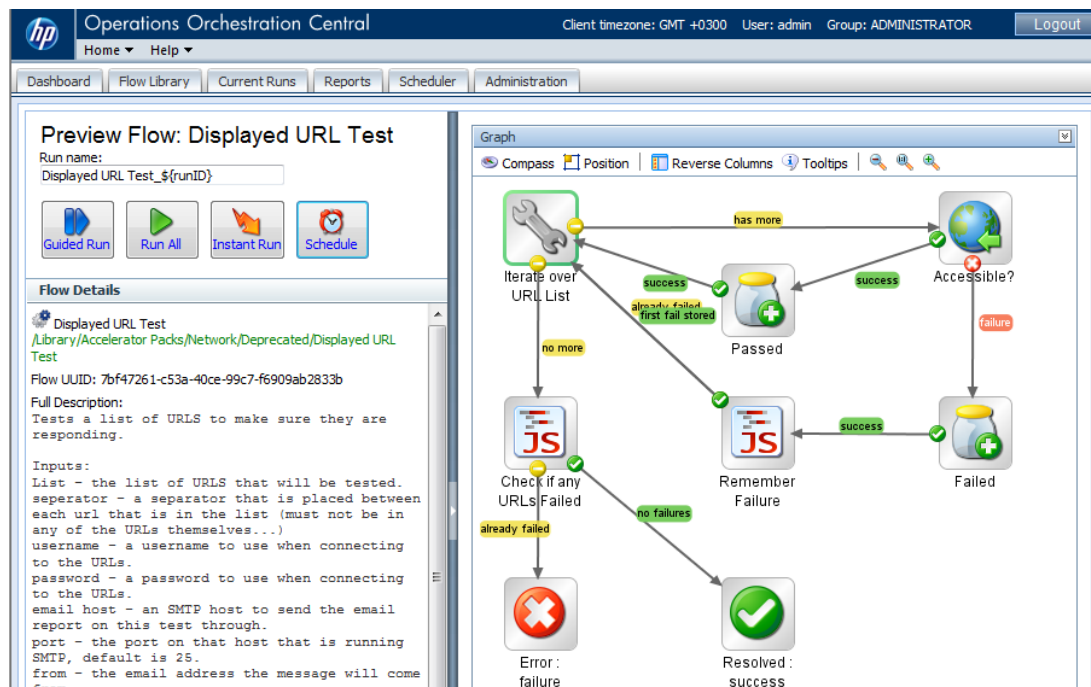 hp
Operations Orchestration Central
Client timezone: GMT +0300 User: admin Group: ADMINISTRATOR
Logout
Home Help
Dashboard
Flow Library
Current Runs
Reports
Scheduler
Administration
Preview Flow: Displayed URL Test
Run name:
Displayed URL Test_${runID}
Guided Run
Run All
Instant Run
Schedule
Flow Details
Displayed URL Test
/Library/Accelerator Packs/Network/Deprecated/Displayed URL
Test
Flow UUID: 7bf47261-c53a-40ce-99c7-f6909ab2833b
Full Description:
Tests a list of URLS to make sure they are
responding.
Inputs:
List - the list of URLS that will be tested.
seperator - a separator that is placed between
each url that is in the list (must not be in
any of the URLs themselves...)
username - a username to use when connecting
to the URLs.
password - a password to use when connecting
to the URLs.
email host - an SMTP host to send the email
report on this test through.
port - the port on that host that is running
SMTP, default is 25.
from - the email address the message will come
Graph
Compass Position Reverse Columns Tooltips
has more
Iterate over
URL List
success
already failed
first fail stored
Passed
success
Accessible?
failure
no more
JS
Check if any
URLs Failed
JS
Remember
Failure
success
Failed
no failures
already failed
Error :
failure
Resolved :
success